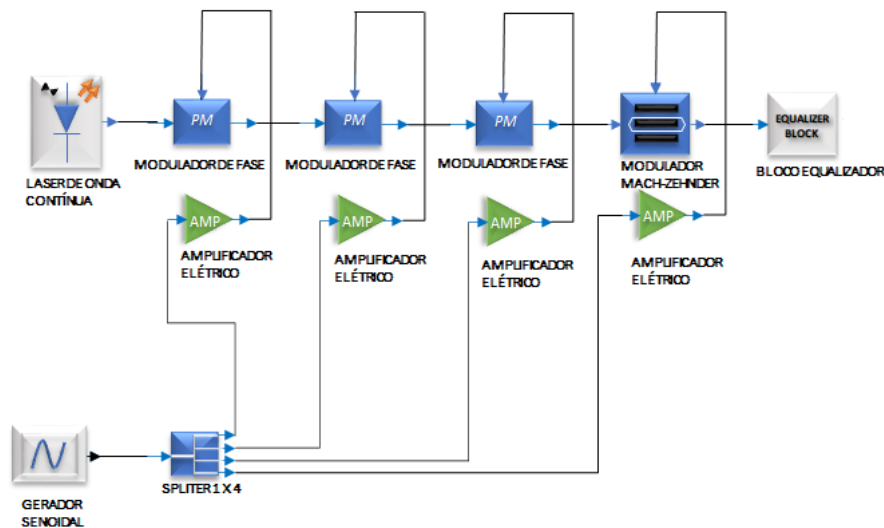 PM
PM
PM
EQUALIZER
BLOCK
LASER DE ONDA
CONTÍNUA
MODULADOR DE FASE
MODULADOR DE FASE
MODULADOR DE FASE
MODULADOR
MACH-ZEHNDER
BLOCO EQUALIZADOR
AMP
AMP
AMP
AMP
AMPLIFICADOR
ELÉTRICO
AMPLIFICADOR
ELÉTRICO
AMPLIFICADOR
ELÉTRICO
AMPLIFICADOR
ELÉTRICO
GERADOR
SENOIDAL
SPLITER 1 X 4